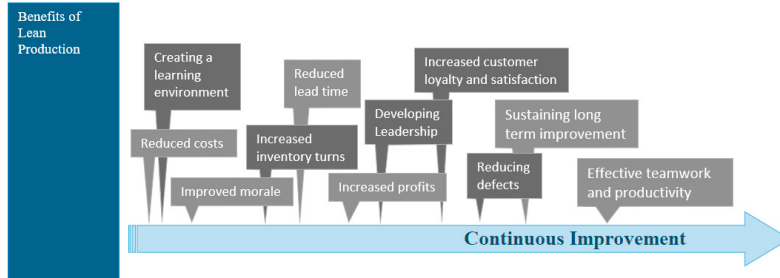 Benefits of
Lean
Production
Creating a
learning
environment
Reduced costs
Improved morale
Reduced
lead time
Increased
inventory turns
Increased profits
Developing
Leadership
Increased customer
loyalty and satisfaction
Reducing
defects
Sustaining long
term improvement
Effective teamwork
and productivity
Continuous Improvement